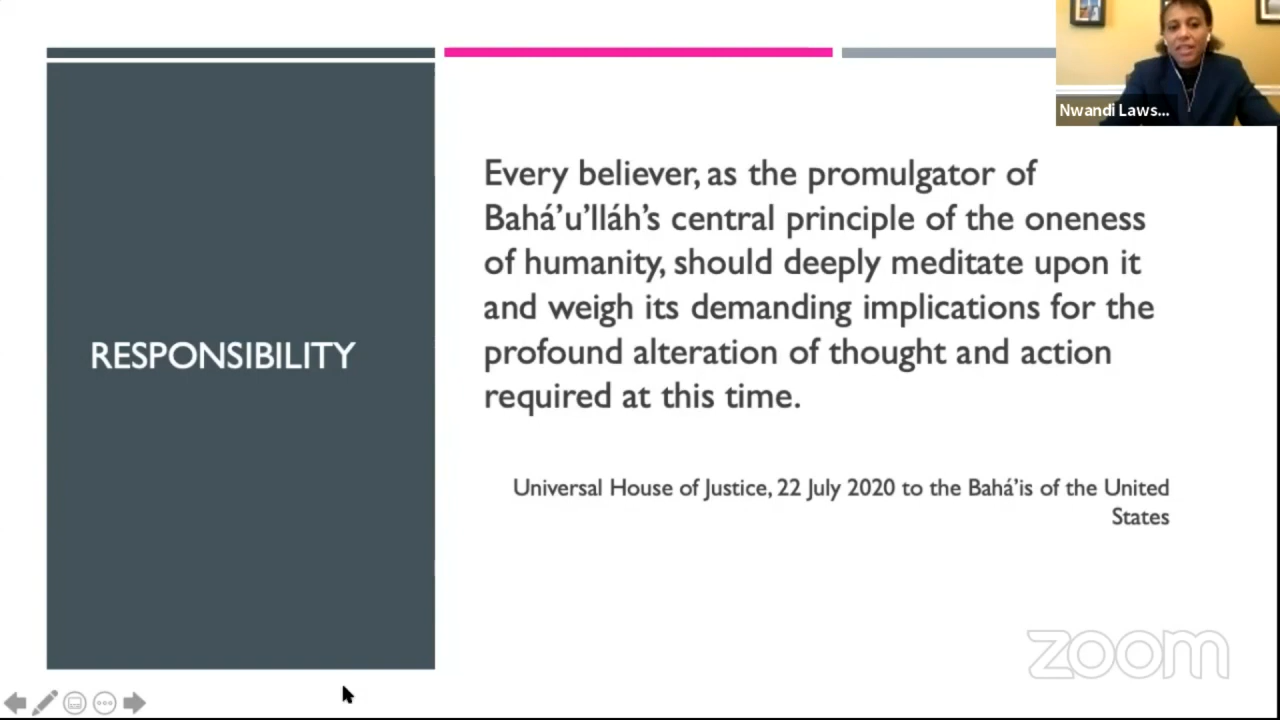 Nwandi Laws...
Every believer, as the promulgator of
Bahá’u’lláh’s central principle of the oneness
of humanity, should deeply meditate upon it
and weigh its demanding implications for the
profound alteration of thought and action
required at this time.
RESPONSIBILITY
Universal House of Justice, 22 July 2020 to the Bahá’is of the United
States
zoom